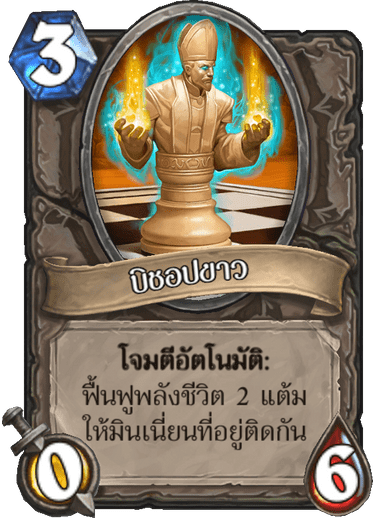 3
บิชอปขาว
โจมตีอัตโนมัติ:
ฟื้นฟูพลังชีวิต 2 แต้ม
ให้มินเนี่ยนที่อยู่ติดกัน
0
6